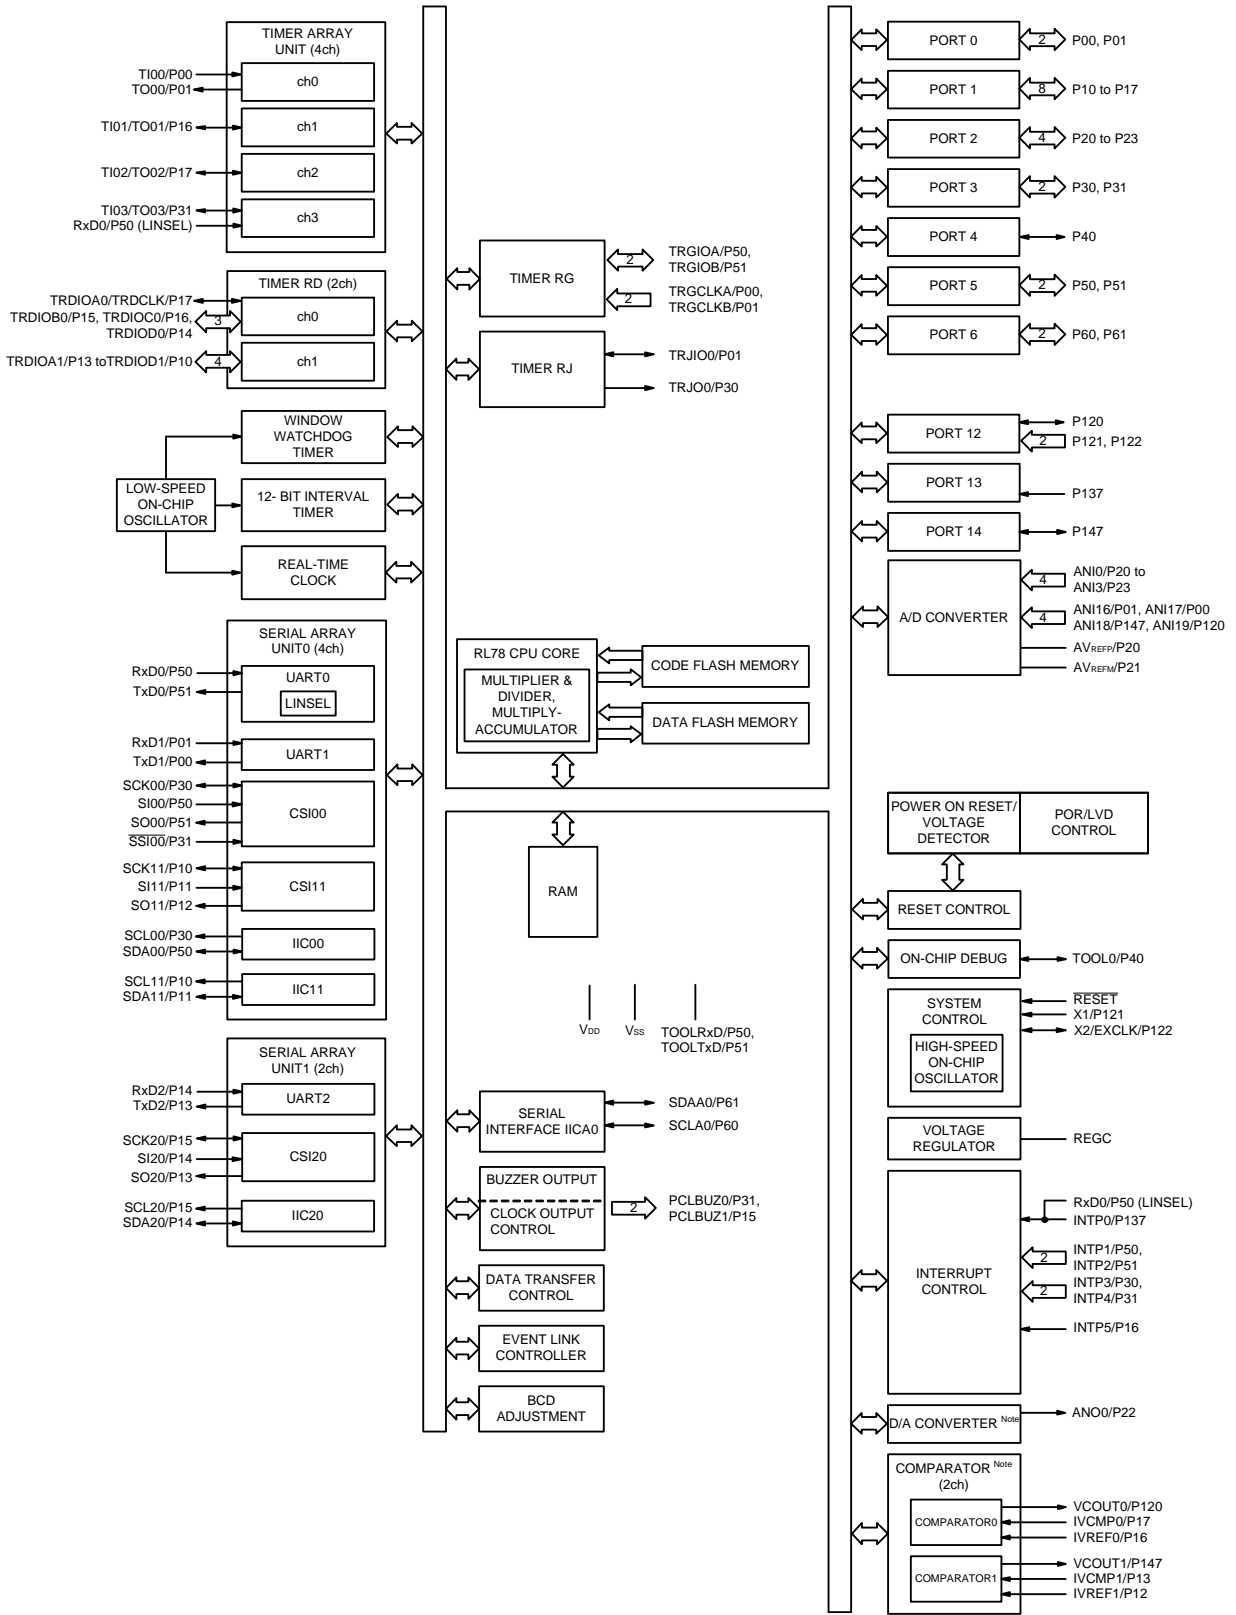 TIMER ARRAY
UNIT (4ch)
TI00/P00
TO00/P01
ch0
TI01/TO01/P16
ch1
TI02/TO02/P17
ch2
TI03/TO03/P31
RxD0/P50 (LINSEL)
ch3
TIMER RD (2ch)
TRDIOA0/TRDCLK/P17
TRDIOB0/P15, TRDIOC0/P16,
TRDIOD0/P14
3
ch0
TRDIOA1/P13 toTRDIOD1/P10
4
ch1
WINDOW
WATCHDOG
TIMER
LOW-SPEED
ON-CHIP
OSCILLATOR
12- BIT INTERVAL
TIMER
REAL-TIME
CLOCK
SERIAL ARRAY
UNIT0 (4ch)
RxD0/P50
TxD0/P51
UART0
LINSEL
RxD1/P01
TxD1/P00
UART1
SCK00/P30
SI00/P50
SO00/P51
SSI00/P31
CSI00
SCK11/P10
SI11/P11
SO11/P12
CSI11
SCL00/P30
SDA00/P50
IIC00
SCL11/P10
SDA11/P11
IIC11
SERIAL ARRAY
UNIT1 (2ch)
RxD2/P14
TxD2/P13
UART2
SCK20/P15
SI20/P14
SO20/P13
CSI20
SCL20/P15
SDA20/P14
IIC20
TIMER RG
2
TRGIOA/P50,
TRGIOB/P51
2
TRGCLKA/P00,
TRGCLKB/P01
TIMER RJ
TRJIO0/P01
TRJO0/P30
RL78 CPU CORE
MULTIPLIER &
DIVIDER,
MULTIPLY-
ACCUMULATOR
CODE FLASH MEMORY
DATA FLASH MEMORY
RAM
VDD
VSS
TOOLRxD/P50,
TOOLTxD/P51
SERIAL
INTERFACE IICA0
SDAA0/P61
SCLA0/P60
BUZZER OUTPUT
CLOCK OUTPUT
CONTROL
2
PCLBUZ0/P31,
PCLBUZ1/P15
DATA TRANSFER
CONTROL
EVENT LINK
CONTROLLER
BCD
ADJUSTMENT
PORT 0
2
P00, P01
PORT 1
8
P10 to P17
PORT 2
4
P20 to P23
PORT 3
2
P30, P31
PORT 4
P40
PORT 5
2
P50, P51
PORT 6
2
P60, P61
PORT 12
P120
2
P121, P122
PORT 13
P137
PORT 14
P147
A/D CONVERTER
4
ANI0/P20 to
ANI3/P23
4
ANI16/P01, ANI17/P00
ANI18/P147, ANI19/P120
AVREFP/P20
AVREFM/P21
POWER ON RESET/
VOLTAGE
DETECTOR
POR/LVD
CONTROL
RESET CONTROL
ON-CHIP DEBUG
TOOL0/P40
SYSTEM
CONTROL
HIGH-SPEED
ON-CHIP
OSCILLATOR
RESET
X1/P121
X2/EXCLK/P122
VOLTAGE
REGULATOR
REGC
INTERRUPT
CONTROL
RxD0/P50 (LINSEL)
INTP0/P137
2
INTP1/P50,
INTP2/P51
2
INTP3/P30,
INTP4/P31
INTP5/P16
D/A CONVERTER Note
ANO0/P22
COMPARATOR Note
(2ch)
COMPARATOR0
VCOUT0/P120
IVCMP0/P17
IVREF0/P16
COMPARATOR1
VCOUT1/P147
IVCMP1/P13
IVREF1/P12